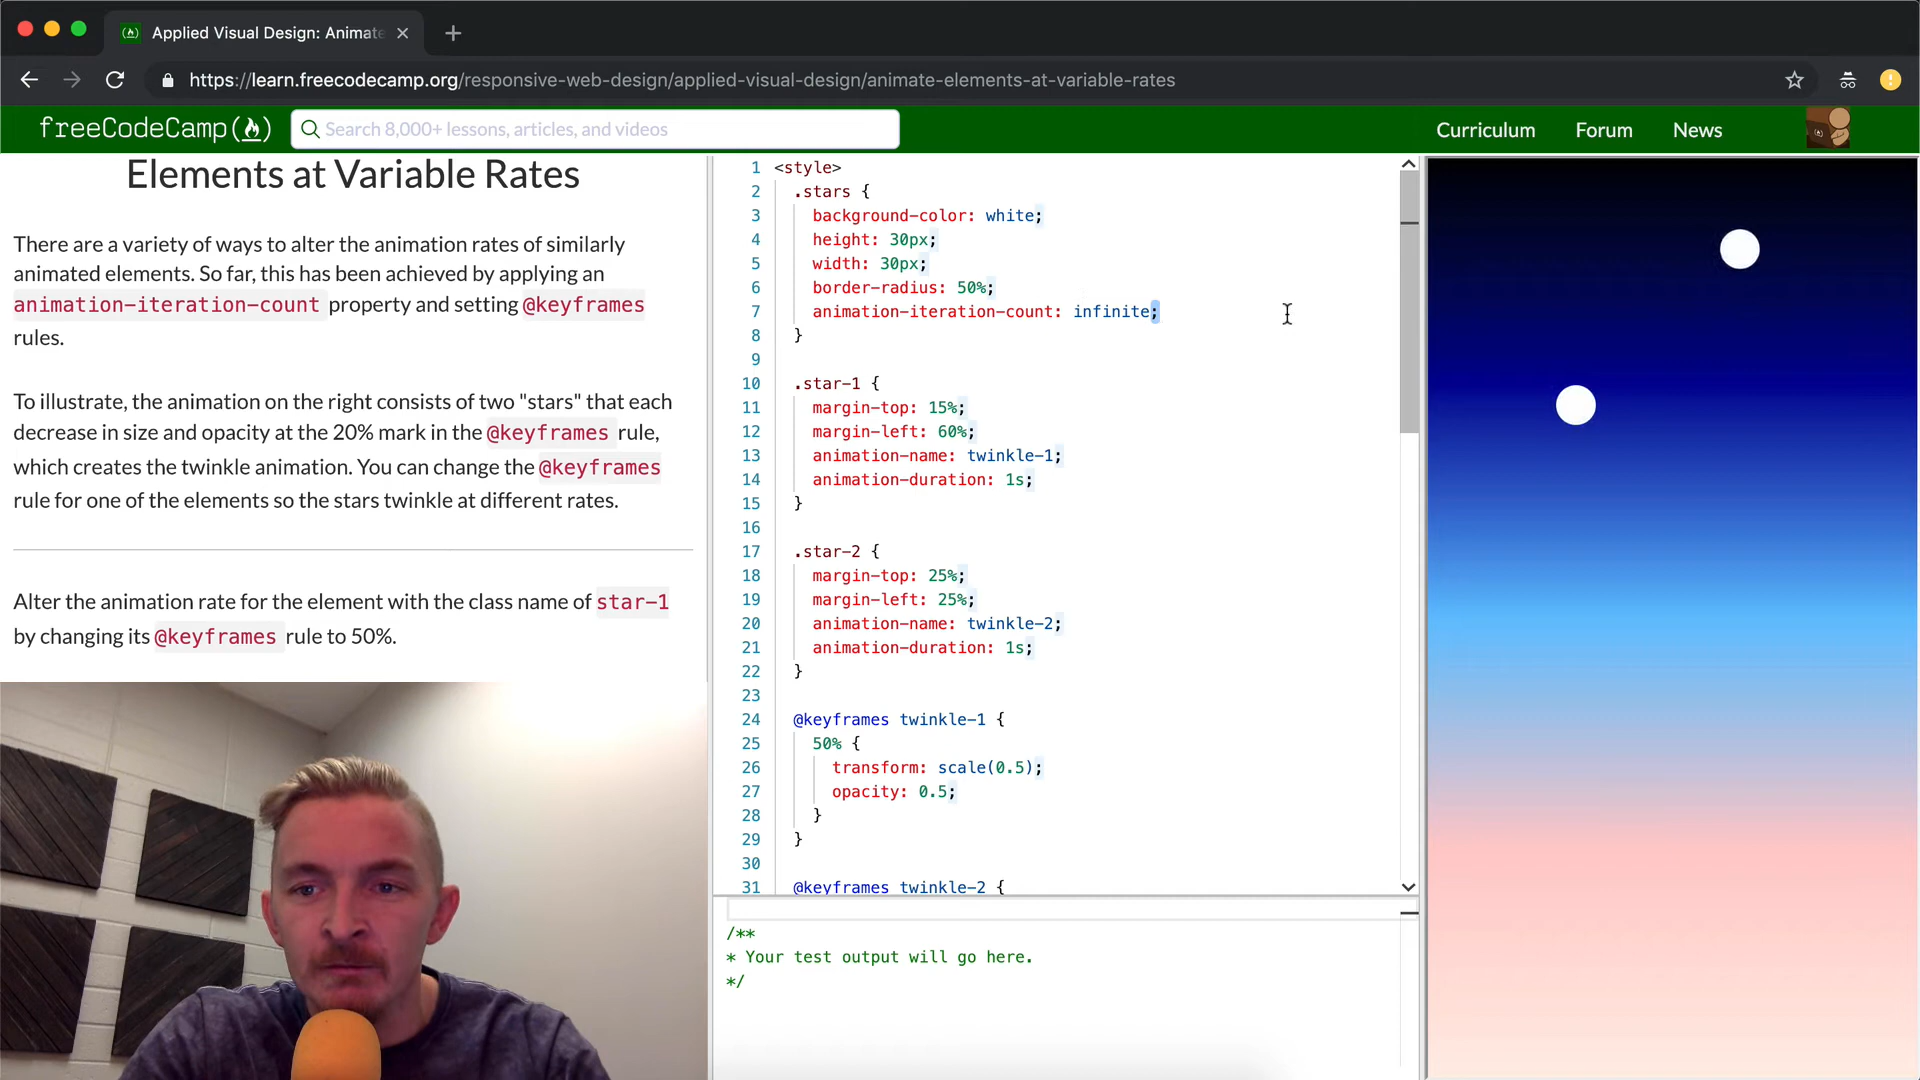 Applied Visual Design: Animate
https://learn.freecodecamp.org/responsive-web-design/applied-visual-design/animate-elements-at-variable-rates
freeCodeCamp
Search 8,000+ lessons, articles, and videos
Curriculum
Forum
News
Elements at Variable Rates
There are a variety of ways to alter the animation rates of similarly
animated elements. So far, this has been achieved by applying an
animation-iteration-count property and setting @keyframes
rules.
To illustrate, the animation on the right consists of two "stars" that each
decrease in size and opacity at the 20% mark in the @keyframes rule,
which creates the twinkle animation. You can change the @keyframes
rule for one of the elements so the stars twinkle at different rates.
Alter the animation rate for the element with the class name of star-1
by changing its @keyframes rule to 50%.
1 <style>
2 .stars {
3 background-color: white;
4 height: 30px;
5 width: 30px;
6 border-radius: 50%;
7 animation-iteration-count: infinite;
8 }
9
10 .star-1 {
11 margin-top: 15%;
12 margin-left: 60%;
13 animation-name: twinkle-1;
14 animation-duration: 1s;
15 }
16
17 .star-2 {
18 margin-top: 25%;
19 margin-left: 25%;
20 animation-name: twinkle-2;
21 animation-duration: 1s;
22 }
23
24 @keyframes twinkle-1 {
25 50% {
26 transform: scale(0.5);
27 opacity: 0.5;
28 }
29 }
30
31 @keyframes twinkle-2 {
/**
* Your test output will go here.
*/